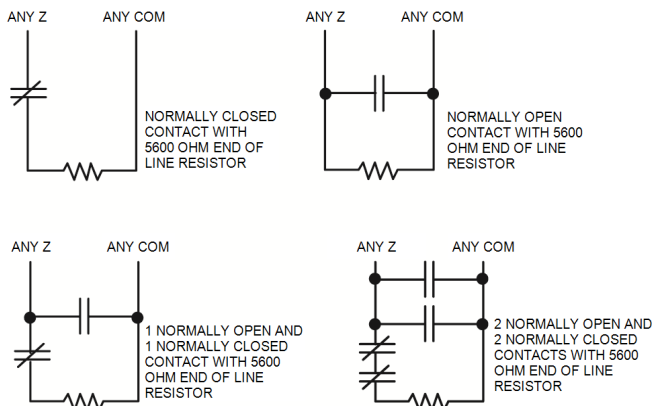 ANY Z ANY COM
NORMALLY CLOSED
CONTACT WITH
5600 OHM END OF
LINE RESISTOR
ANY Z ANY COM
NORMALLY OPEN
CONTACT WITH 5600
OHM END OF LINE
RESISTOR
ANY Z ANY COM
1 NORMALLY OPEN AND
1 NORMALLY CLOSED
CONTACT WITH 5600
OHM END OF LINE
RESISTOR
ANY Z ANY COM
2 NORMALLY OPEN AND
2 NORMALLY CLOSED
CONTACTS WITH 5600
OHM END OF LINE
RESISTOR